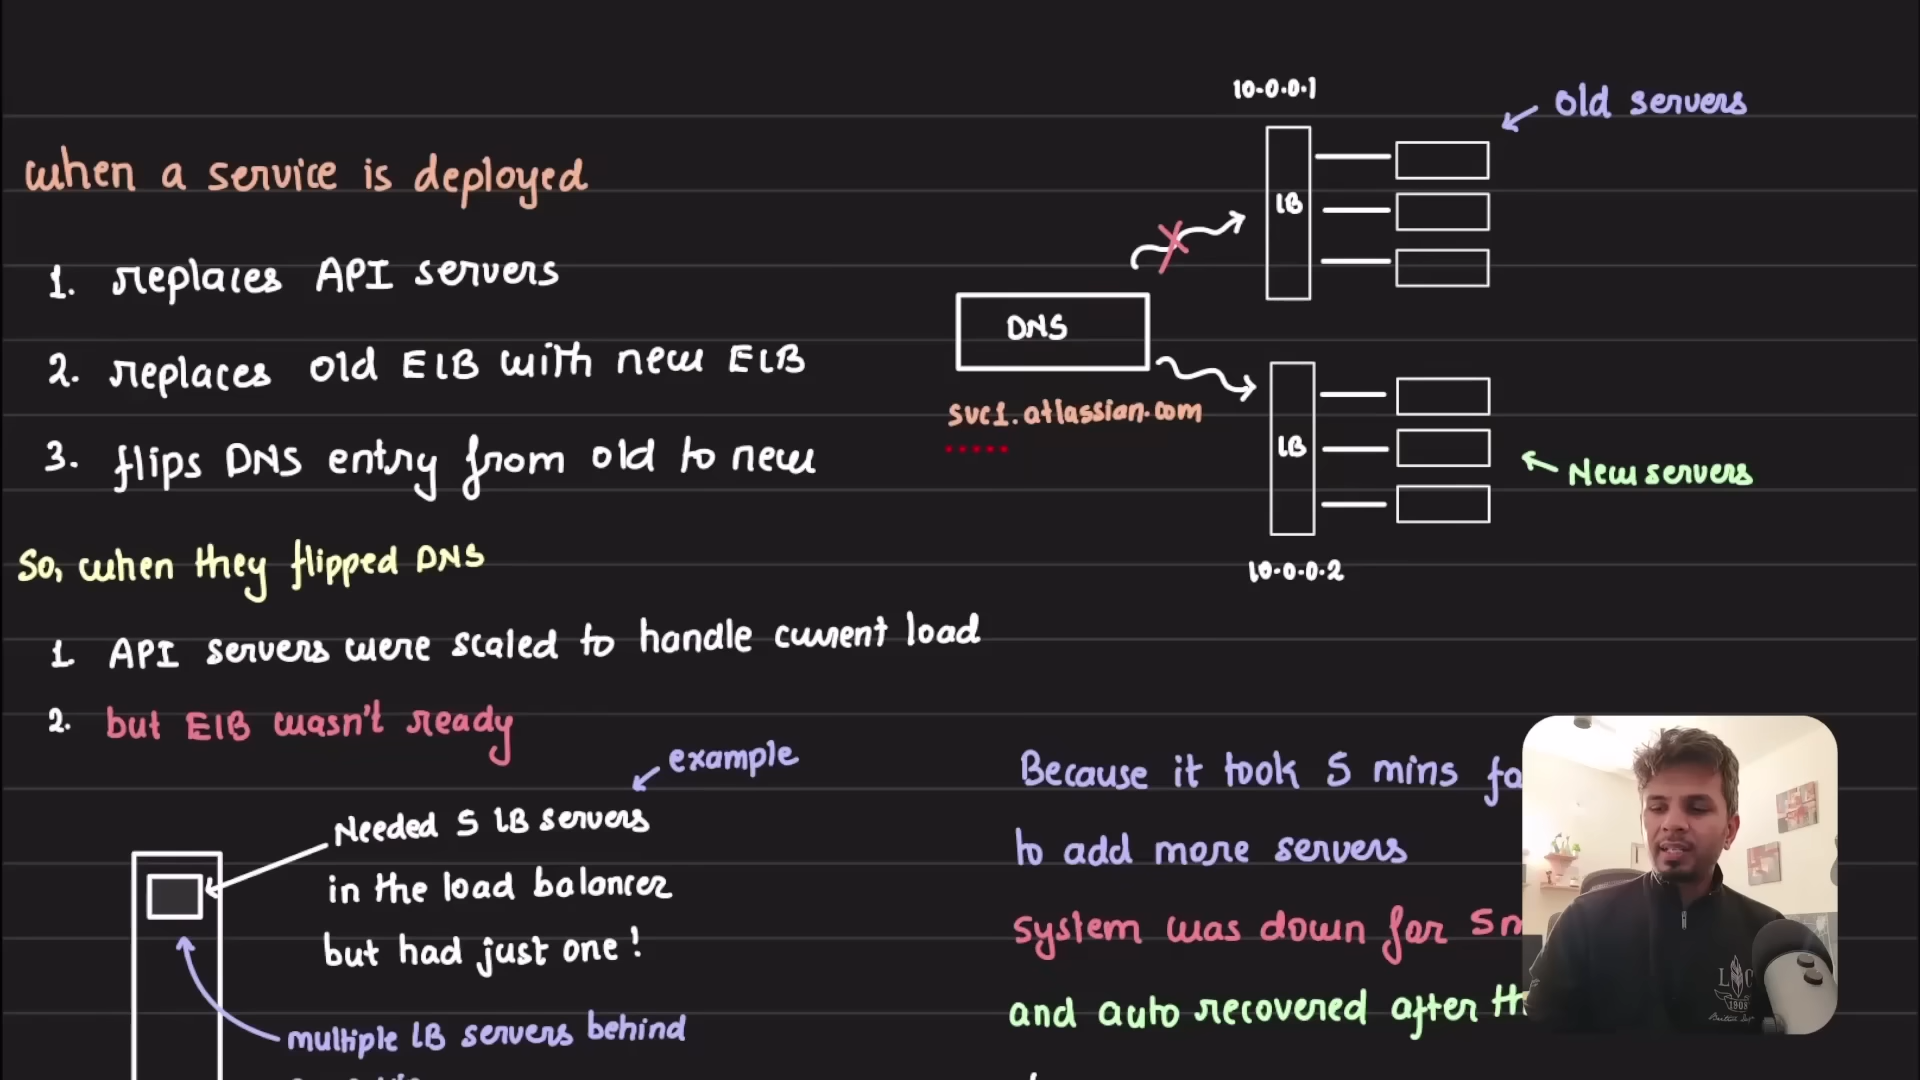 when a service is deployed
1. replaces API servers
2. replaces old ELB with new ELB
3. flips DNS entry from old to new
So, when they flipped DNS
1 API servers were scaled to handle current load
2. but ELB wasn't ready
example
Needed 5 LB servers
in the load balancer
but had just one!
multiple LB servers behind
10.0.0.1
Old servers
LB
DNS
svc1.atlassian.com
LB
New servers
10.0.0.2
Because it took 5 mins
to add more servers
system was down for 5
and auto recovered after
L C
1908